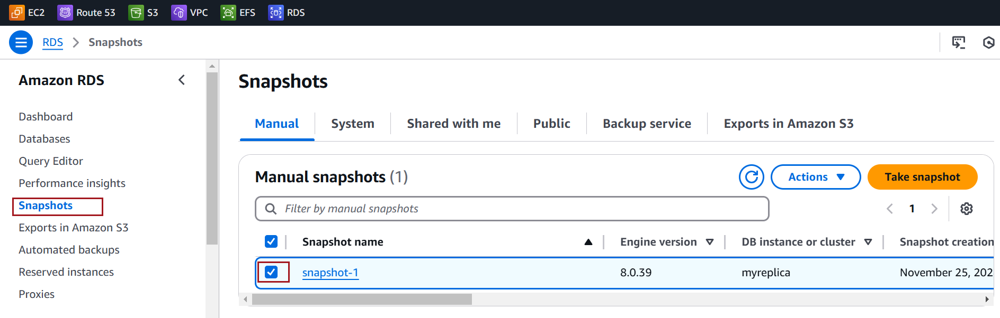 EC2 Route 53 S3 VPC EFS RDS
RDS Snapshots
Amazon RDS
Dashboard
Databases
Query Editor
Performance insights
Snapshots
Exports in Amazon S3
Automated backups
Reserved instances
Proxies
Snapshots
Manual System Shared with me Public Backup service Exports in Amazon S3
Manual snapshots (1)
Actions Take snapshot
Filter by manual snapshots
1
Snapshot name Engine version DB instance or cluster Snapshot creation
snapshot-1 8.0.39 myreplica November 25, 202